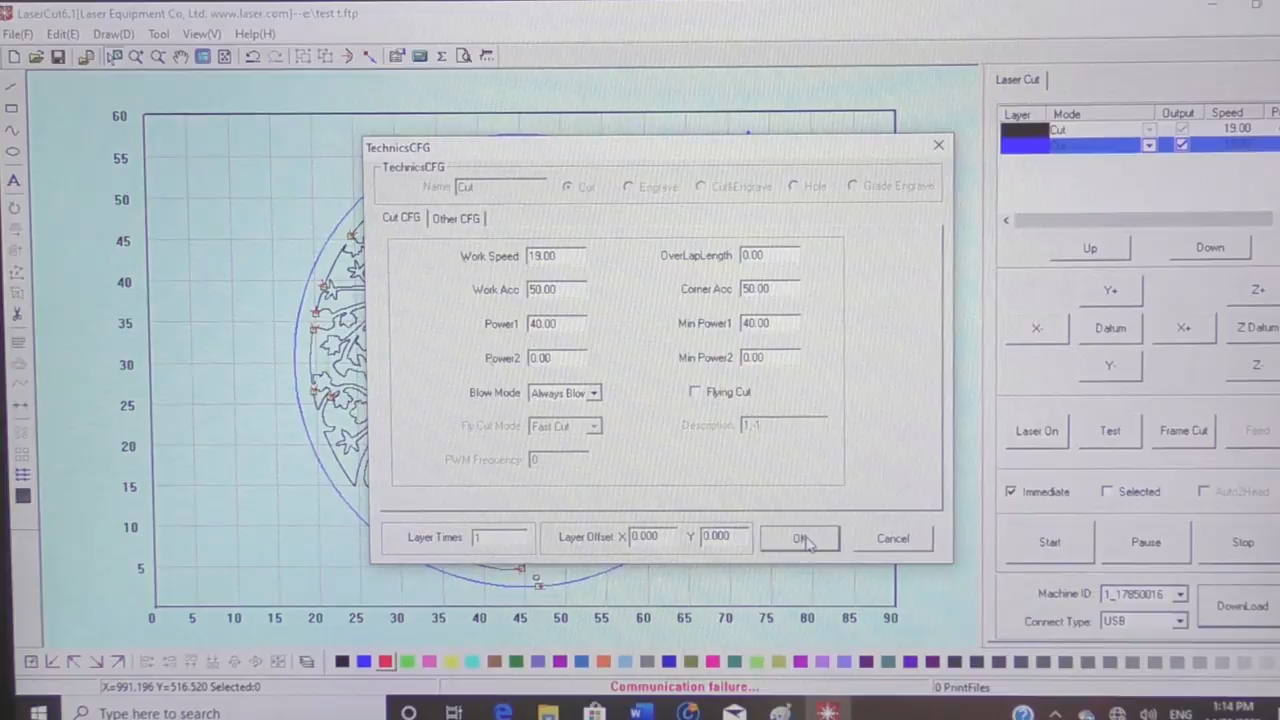 LaserCut6.1[Laser Equipment Co, Ltd. www.laser.com]--e:\test t.ftp
File(F) Edit(E) Draw(D) Tool View(V) Help(H)
Laser Cut
Layer Mode Output Speed
Cut 19.00
TechnicsCFG
TechnicsCFG
Name Cut Cut Engrave Cut&Engrave Hole Grade Engrave
Cut CFG Other CFG
Work Speed 19.00 OverLapLength 0.00
Work Acc 50.00 Corner Acc 50.00
Power1 40.00 Min Power1 40.00
Power2 0.00 Min Power2 0.00
Blow Mode Always Blow Flying Cut
Fly Cut Mode Fast Cut Description 1,-1
PWM Frequency 0
Layer Times 1 Layer Offset X 0.000 Y 0.000 OK Cancel
60
55
50
45
40
35
30
25
20
15
10
5
0 5 10 15 20 25 30 35 40 45 50 55 60 65 70 75 80 85 90
Up Down
Y+ Z+
X- Datum X+ Z Datum
Y- Z-
Laser On Test Frame Cut Feed
Immediate Selected Auto2Head
Start Pause Stop
Machine ID: 1_17850016
Connect Type: USB
DownLoad
X=991.196 Y=516.520 Selected:0 Communication failure... 0 PrintFiles
Type here to search ENG 1:14 PM